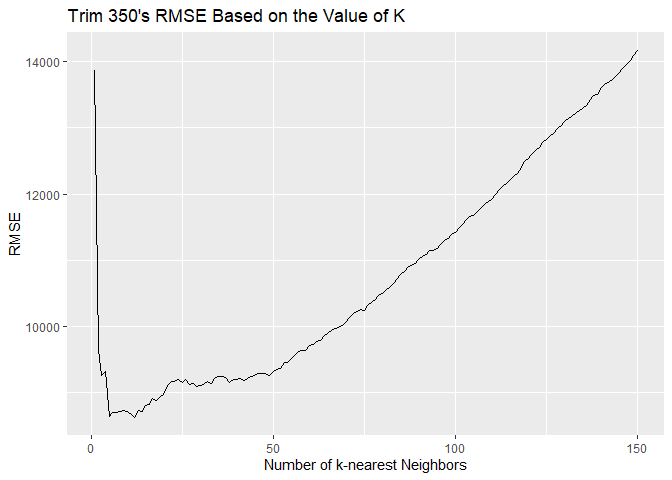 Trim 350's RMSE Based on the Value of K
14000
12000
10000
RMSE
0
50
100
150
Number of k-nearest Neighbors